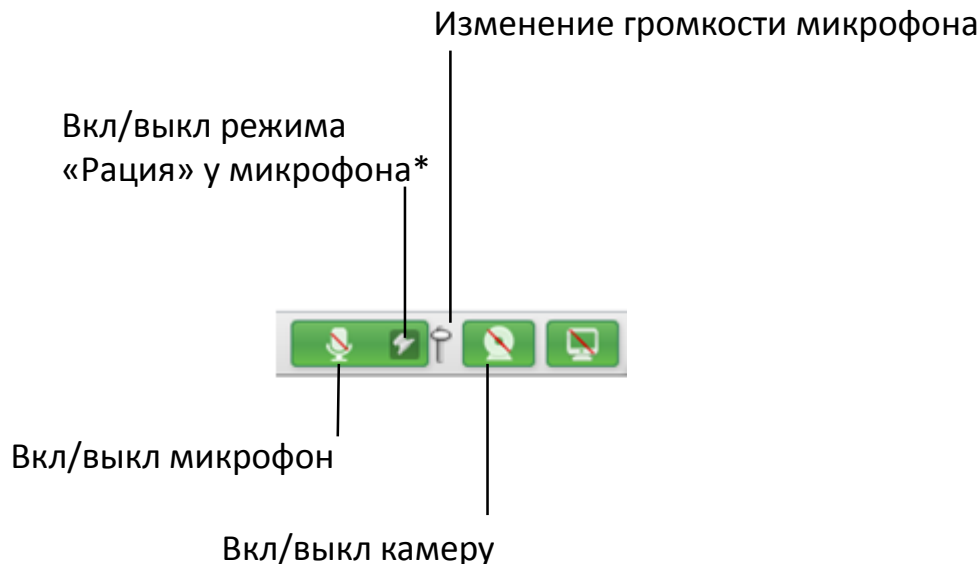 Изменение громкости микрофона
Вкл/выкл режима
«Рация» у микрофона*
Вкл/выкл микрофон
Вкл/выкл камеру